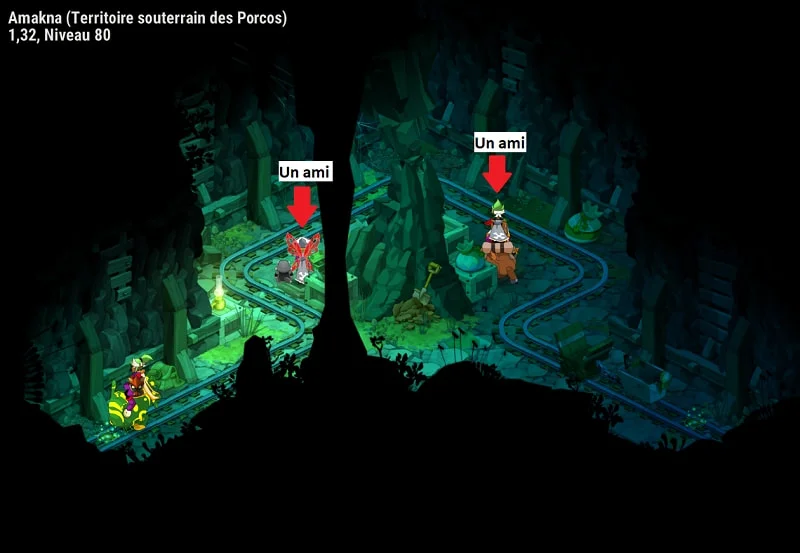 Amakna (Territoire souterrain des Porcos)
1,32, Niveau 80
Un ami
Un ami